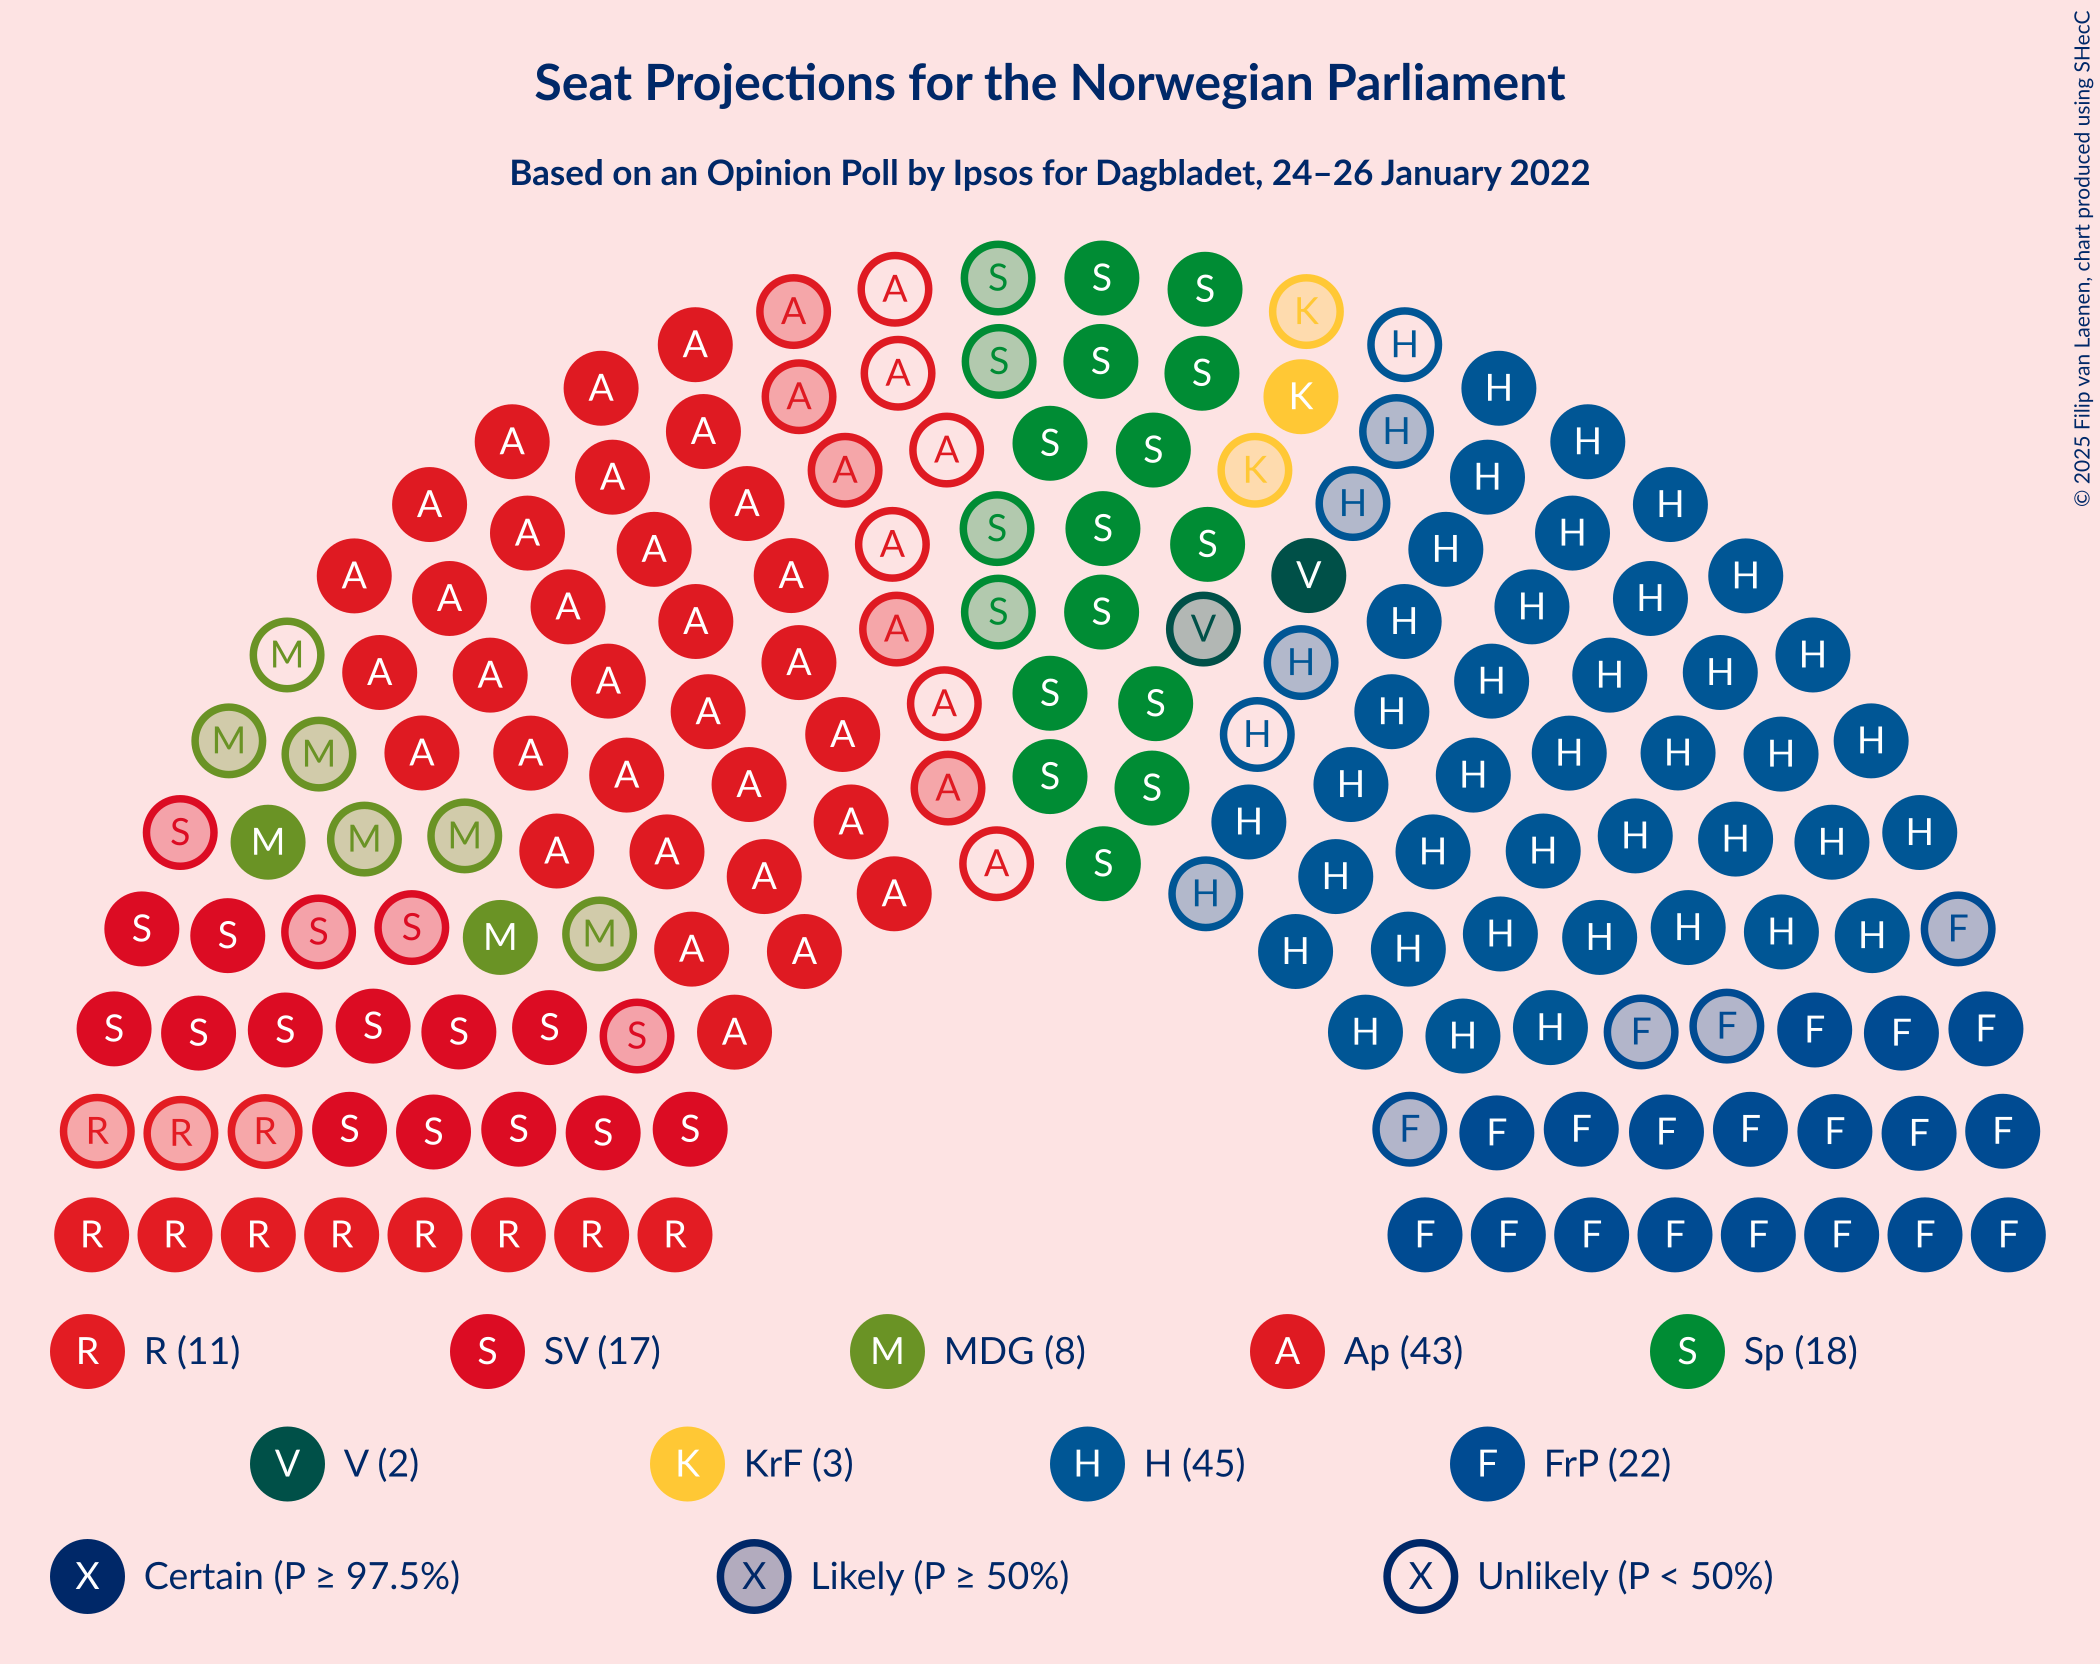 Seat Projections for the Norwegian Parliament
Based on an Opinion Poll by Ipsos for Dagbladet, 24–26 January 2022
© 2025 Filip van Laenen, chart produced using SHecC
S S
A S
A K
A A H
S S
A S
A H
A K
A H
A A H
A S S H
A K
A H
A A H
A S S H
A S
A H
A A H
A V H
A A H
A S S H
A A V H
M A H H
A A H H
A A H H
A S S H
A A H H
M A H H
M A A H H
A A S S H H
A A H H
S A A H H
M M M A A S H H H
A A H H
S S S S M M A A A H H H H H H H H F
S S S S S S S A H H H F F F F F
R R R S S S S S F F F F F F F F
R R R R R R R R F F F F F F F F
R R (11) S SV (17) M MDG (8) A Ap (43) S Sp (18)
V V (2) K KrF (3) H H (45) F FrP (22)
X Certain (P ≥ 97.5%) X Likely (P ≥ 50%) X Unlikely (P < 50%)